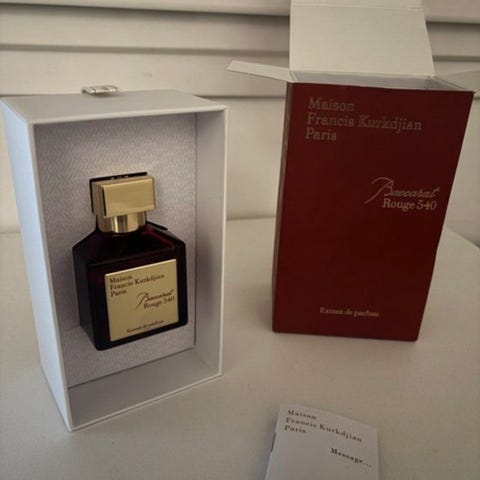 Maison
Francis Kurkdjian
Paris
Baccarat
Rouge 540
Extrait de parfum
Maison
Francis Kurkdjian
Paris
Baccarat
Rouge 540
Extrait de parfum
Maison
Francis Kurkdjian
Paris
Message...